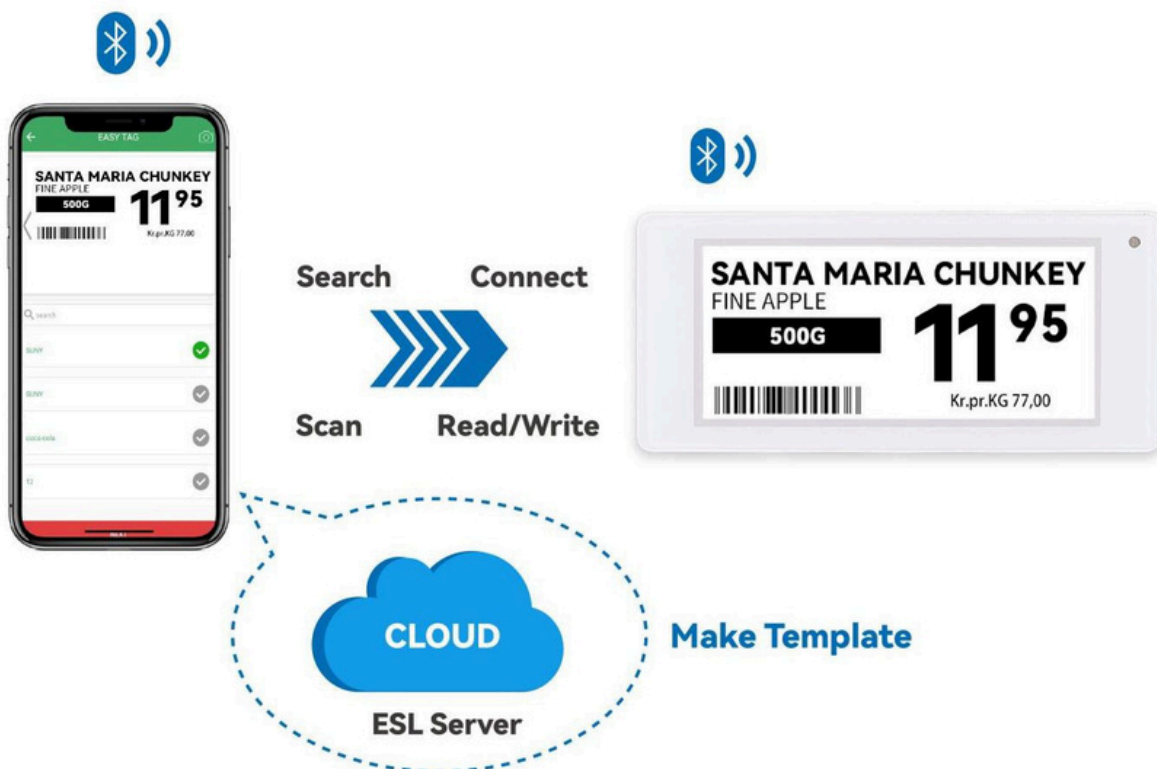 EASY TAG
SANTA MARIA CHUNKEY
FINE APPLE
500G
11 95
Kr.pr.KG 77,00
search
SUNY
SUNY
coca-cola
12
Search Connect
Scan Read/Write
SANTA MARIA CHUNKEY
FINE APPLE
500G
11 95
Kr.pr.KG 77,00
CLOUD
ESL Server
Make Template